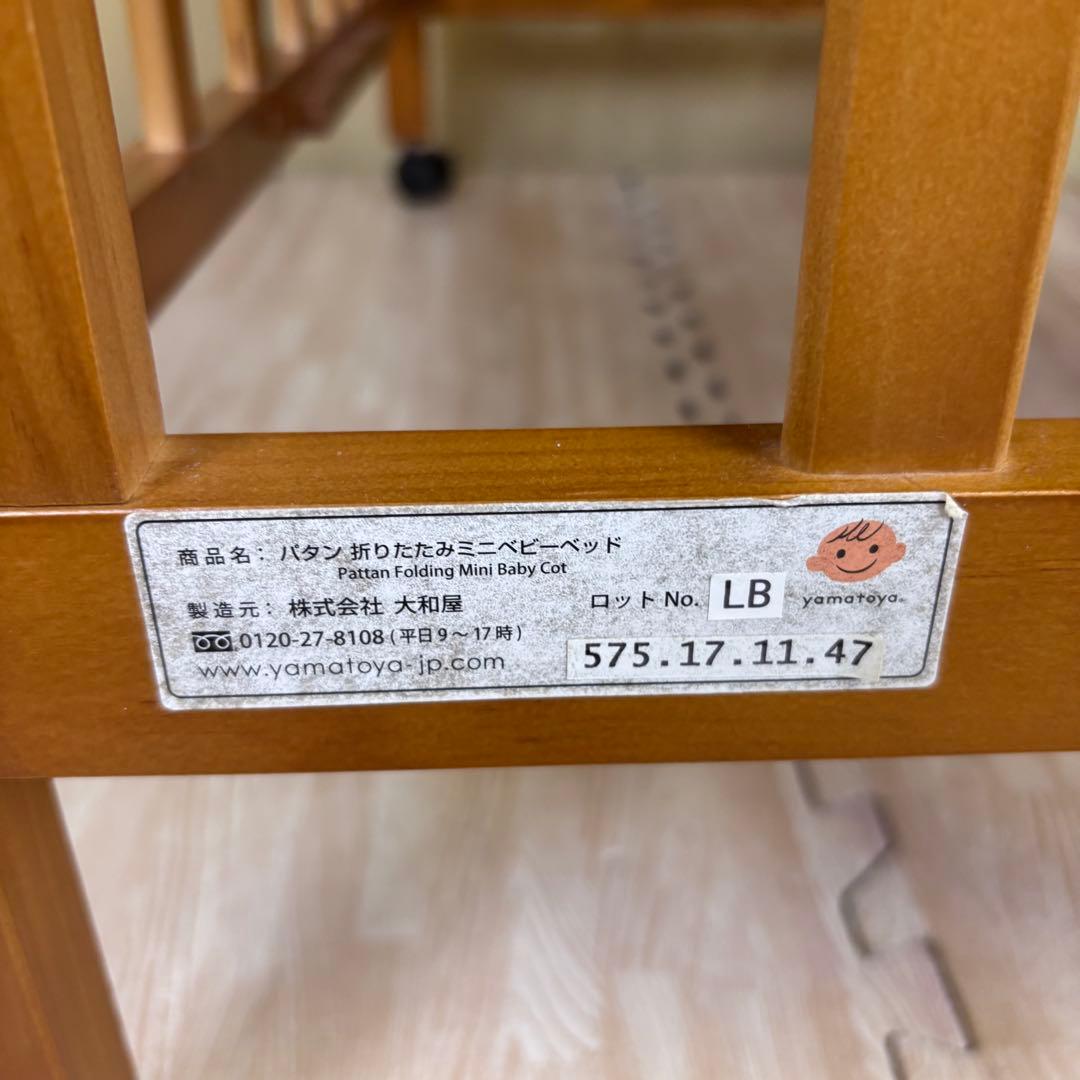 商品名： パタン 折りたたみミニベビーベッド
Pattan Folding Mini Baby Cot
製造元： 株式会社 大和屋
0120-27-8108 (平日9～17時)
www.yamatoya-jp.com
ロット No. LB
575.17.11.47
yamatoya®